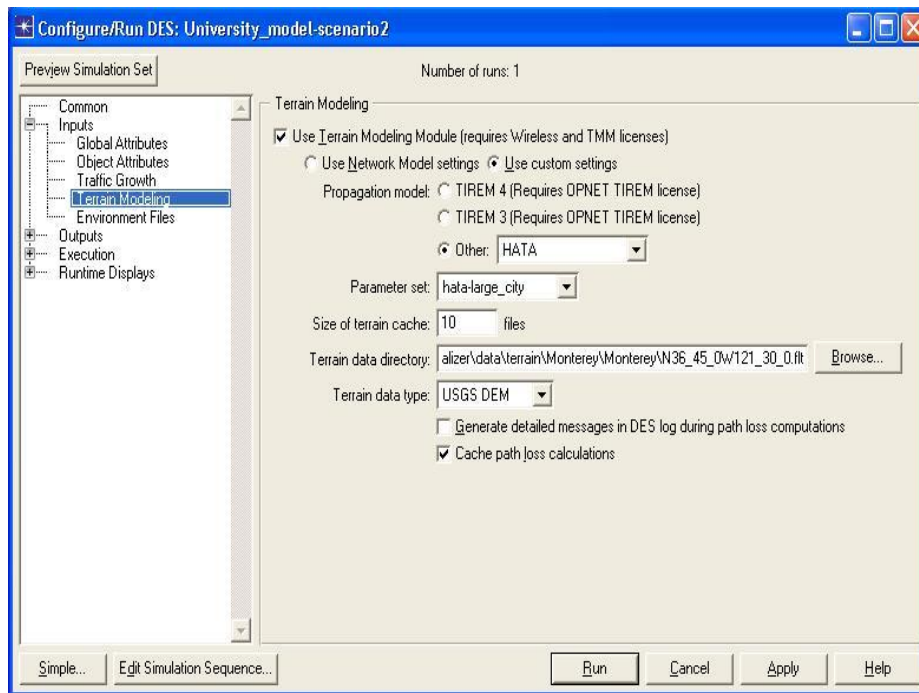 Configure/Run DES: University_model-scenario2
Preview Simulation Set
Number of runs: 1
Common
Inputs
Global Attributes
Object Attributes
Traffic Growth
Terrain Modeling
Environment Files
Outputs
Execution
Runtime Displays
Terrain Modeling
Use Terrain Modeling Module (requires Wireless and TMM licenses)
Use Network Model settings Use custom settings
Propagation model: TIREM 4 (Requires OPNET TIREM license)
TIREM 3 (Requires OPNET TIREM license)
Other: HATA
Parameter set: hata-large_city
Size of terrain cache: 10 files
Terrain data directory: alizer\data\terrain\Monterey\Monterey\N36_45_0W121_30_0.flt Browse...
Terrain data type: USGS DEM
Generate detailed messages in DES log during path loss computations
Cache path loss calculations
Simple... Edit Simulation Sequence... Run Cancel Apply Help